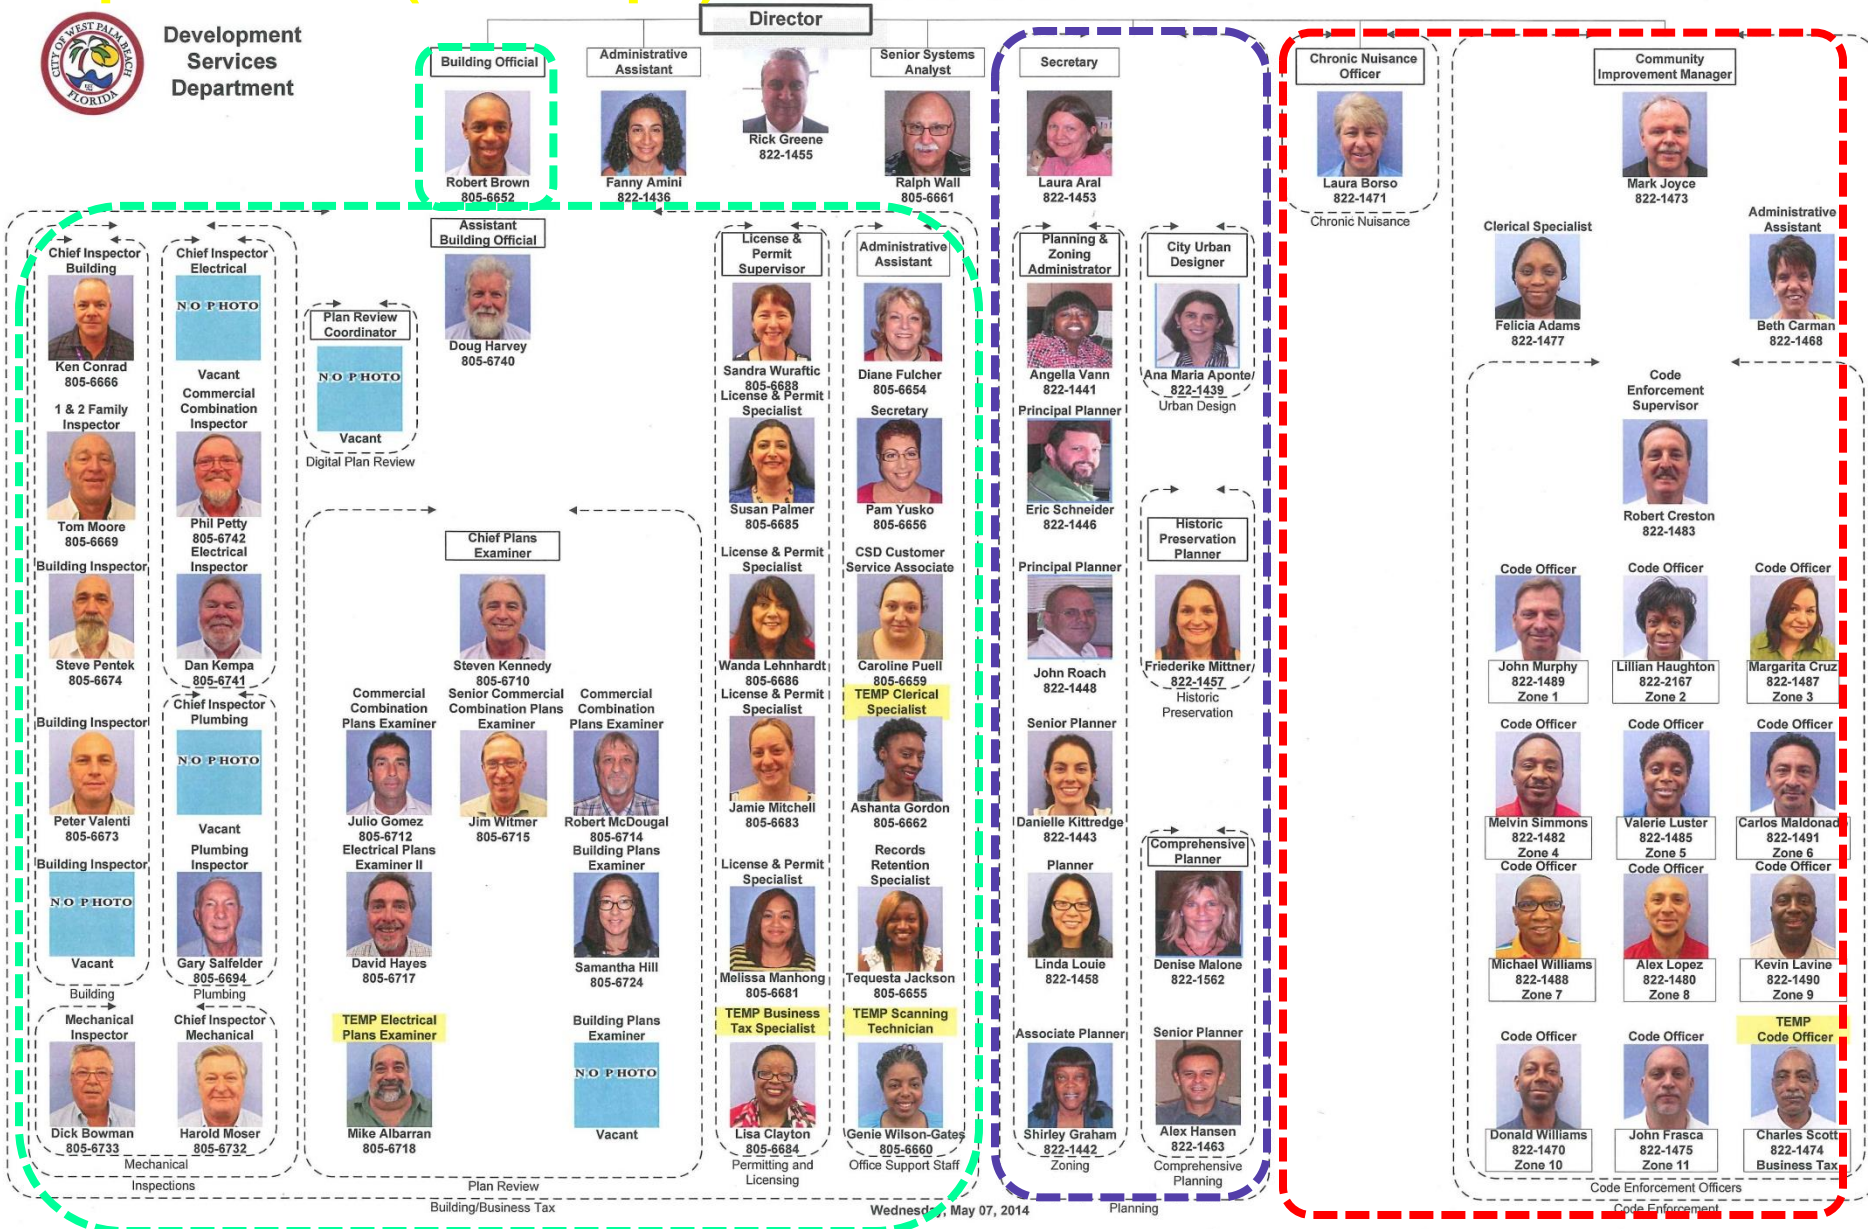 CITY OF WEST PALM BEACH
FLORIDA
Development
Services
Department
Director
Rick Greene
822-1455
Building Official
Robert Brown
805-6652
Administrative
Assistant
Fanny Amini
822-1436
Senior Systems
Analyst
Ralph Wall
805-6661
Secretary
Laura Aral
822-1453
Chronic Nuisance
Officer
Laura Borso
822-1471
Chronic Nuisance
Community
Improvement Manager
Mark Joyce
822-1473
Assistant
Building Official
Doug Harvey
805-6740
Chief Inspector
Building
Ken Conrad
805-6666
1 & 2 Family
Inspector
Tom Moore
805-6669
Building Inspector
Steve Pentek
805-6674
Building Inspector
Peter Valenti
805-6673
Building Inspector
NO PHOTO
Vacant
Building
Chief Inspector
Electrical
NO PHOTO
Vacant
Commercial
Combination
Inspector
Phil Petty
805-6742
Electrical
Inspector
Dan Kempa
805-6741
Chief Inspector
Plumbing
NO PHOTO
Vacant
Plumbing
Inspector
Gary Salfelder
805-6694
Plumbing
Mechanical
Inspector
Dick Bowman
805-6733
Chief Inspector
Mechanical
Harold Moser
805-6732
Mechanical
Inspections
Plan Review
Coordinator
NO PHOTO
Vacant
Digital Plan Review
Chief Plans
Examiner
Steven Kennedy
805-6710
Commercial
Combination
Plans Examiner
Julio Gomez
805-6712
Senior Commercial
Combination Plans
Examiner
Jim Witmer
805-6715
Commercial
Combination
Plans Examiner
Robert McDougal
805-6714
Electrical Plans
Examiner II
David Hayes
805-6717
Building Plans
Examiner
Samantha Hill
805-6724
TEMP Electrical
Plans Examiner
Mike Albarran
805-6718
Building Plans
Examiner
NO PHOTO
Vacant
Plan Review
License &
Permit
Supervisor
Sandra Wuraftic
805-6688
License & Permit
Specialist
Susan Palmer
805-6685
License & Permit
Specialist
Wanda Lehnhardt
805-6686
License & Permit
Specialist
Jamie Mitchell
805-6683
License & Permit
Specialist
Melissa Manhong
805-6681
TEMP Business
Tax Specialist
Lisa Clayton
805-6684
Permitting and
Licensing
Administrative
Assistant
Diane Fulcher
805-6654
Secretary
Pam Yusko
805-6656
CSD Customer
Service Associate
Caroline Puell
805-6659
TEMP Clerical
Specialist
Ashanta Gordon
805-6662
Records
Retention
Specialist
Tequesta Jackson
805-6655
TEMP Scanning
Technician
Genie Wilson-Gates
805-6660
Office Support Staff
Building/Business Tax
Planning &
Zoning
Administrator
Angella Vann
822-1441
Principal Planner
Eric Schneider
822-1446
Principal Planner
John Roach
822-1448
Senior Planner
Danielle Kittredge
822-1443
Planner
Linda Louie
822-1458
Associate Planner
Shirley Graham
822-1442
Zoning
City Urban
Designer
Ana Maria Aponte/
822-1439
Urban Design
Historic
Preservation
Planner
Friederike Mittner/
822-1457
Historic
Preservation
Comprehensive
Planner
Denise Malone
822-1562
Senior Planner
Alex Hansen
822-1463
Comprehensive
Planning
Planning
Clerical Specialist
Felicia Adams
822-1477
Administrative
Assistant
Beth Carman
822-1468
Code
Enforcement
Supervisor
Robert Creston
822-1483
Code Officer
John Murphy
822-1489
Zone 1
Code Officer
Lillian Haughton
822-2167
Zone 2
Code Officer
Margarita Cruz
822-1487
Zone 3
Code Officer
Melvin Simmons
822-1482
Zone 4
Code Officer
Valerie Luster
822-1485
Zone 5
Code Officer
Carlos Maldonad
822-1491
Zone 6
Code Officer
Michael Williams
822-1488
Zone 7
Code Officer
Alex Lopez
822-1480
Zone 8
Code Officer
Kevin Lavine
822-1490
Zone 9
Code Officer
Donald Williams
822-1470
Zone 10
Code Officer
John Frasca
822-1475
Zone 11
TEMP
Code Officer
Charles Scott
822-1474
Business Tax
Code Enforcement Officers
Code Enforcement
Wednesday, May 07, 2014